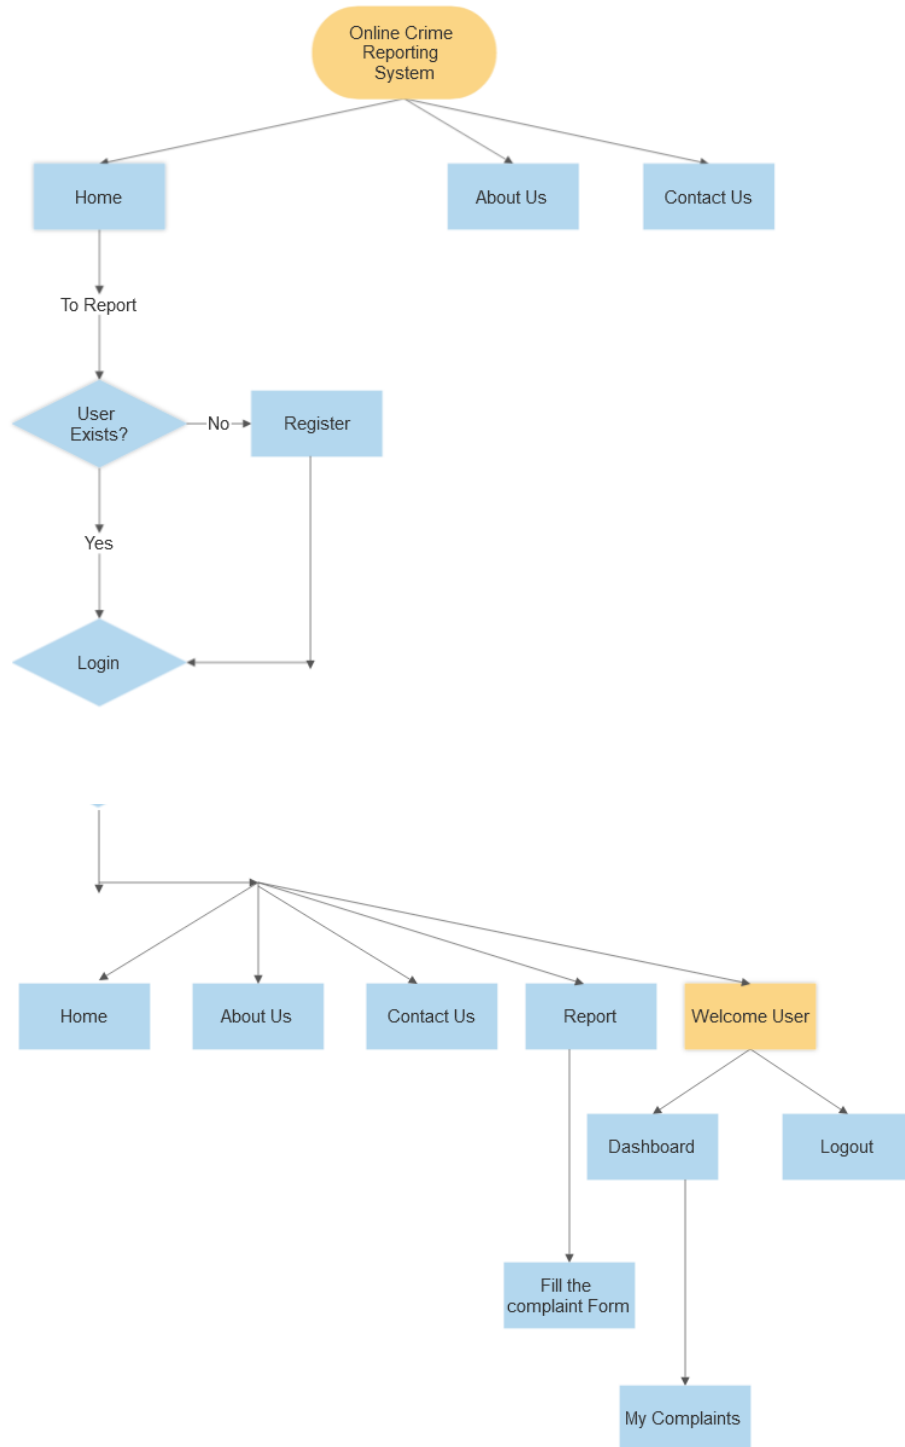 Online Crime
Reporting
System
Home
About Us
Contact Us
To Report
User
Exists?
No
Register
Yes
Login
Home
About Us
Contact Us
Report
Welcome User
Dashboard
Logout
Fill the
complaint Form
My Complaints